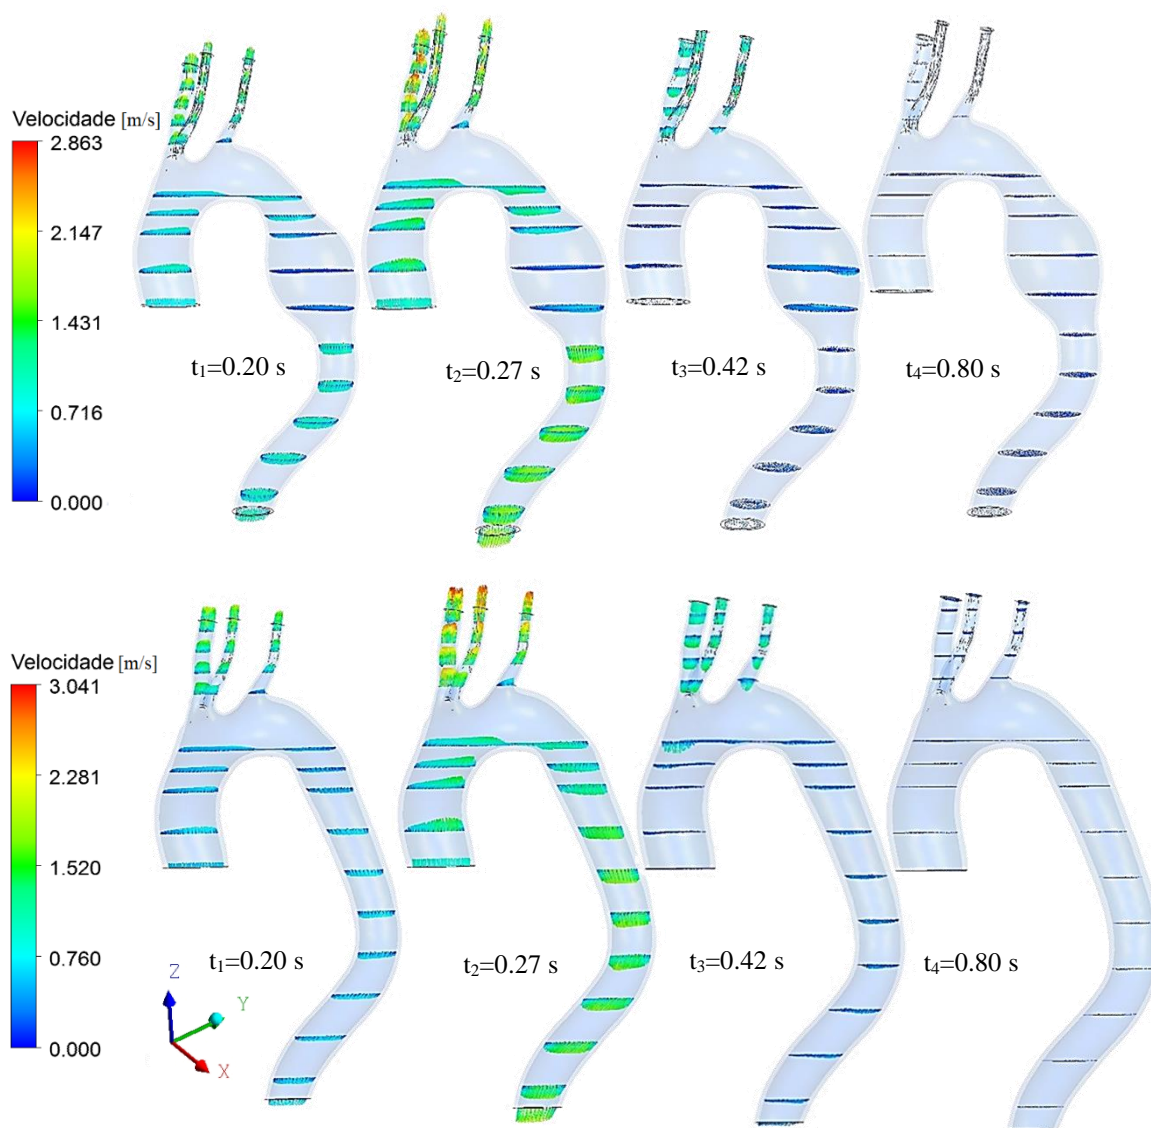 Velocidade [m/s]
2.863
2.147
1.431
0.716
0.000
t₁=0.20 s
t₂=0.27 s
t₃=0.42 s
t₄=0.80 s
Velocidade [m/s]
3.041
2.281
1.520
0.760
0.000
Z
Y
X
t₁=0.20 s
t₂=0.27 s
t₃=0.42 s
t₄=0.80 s